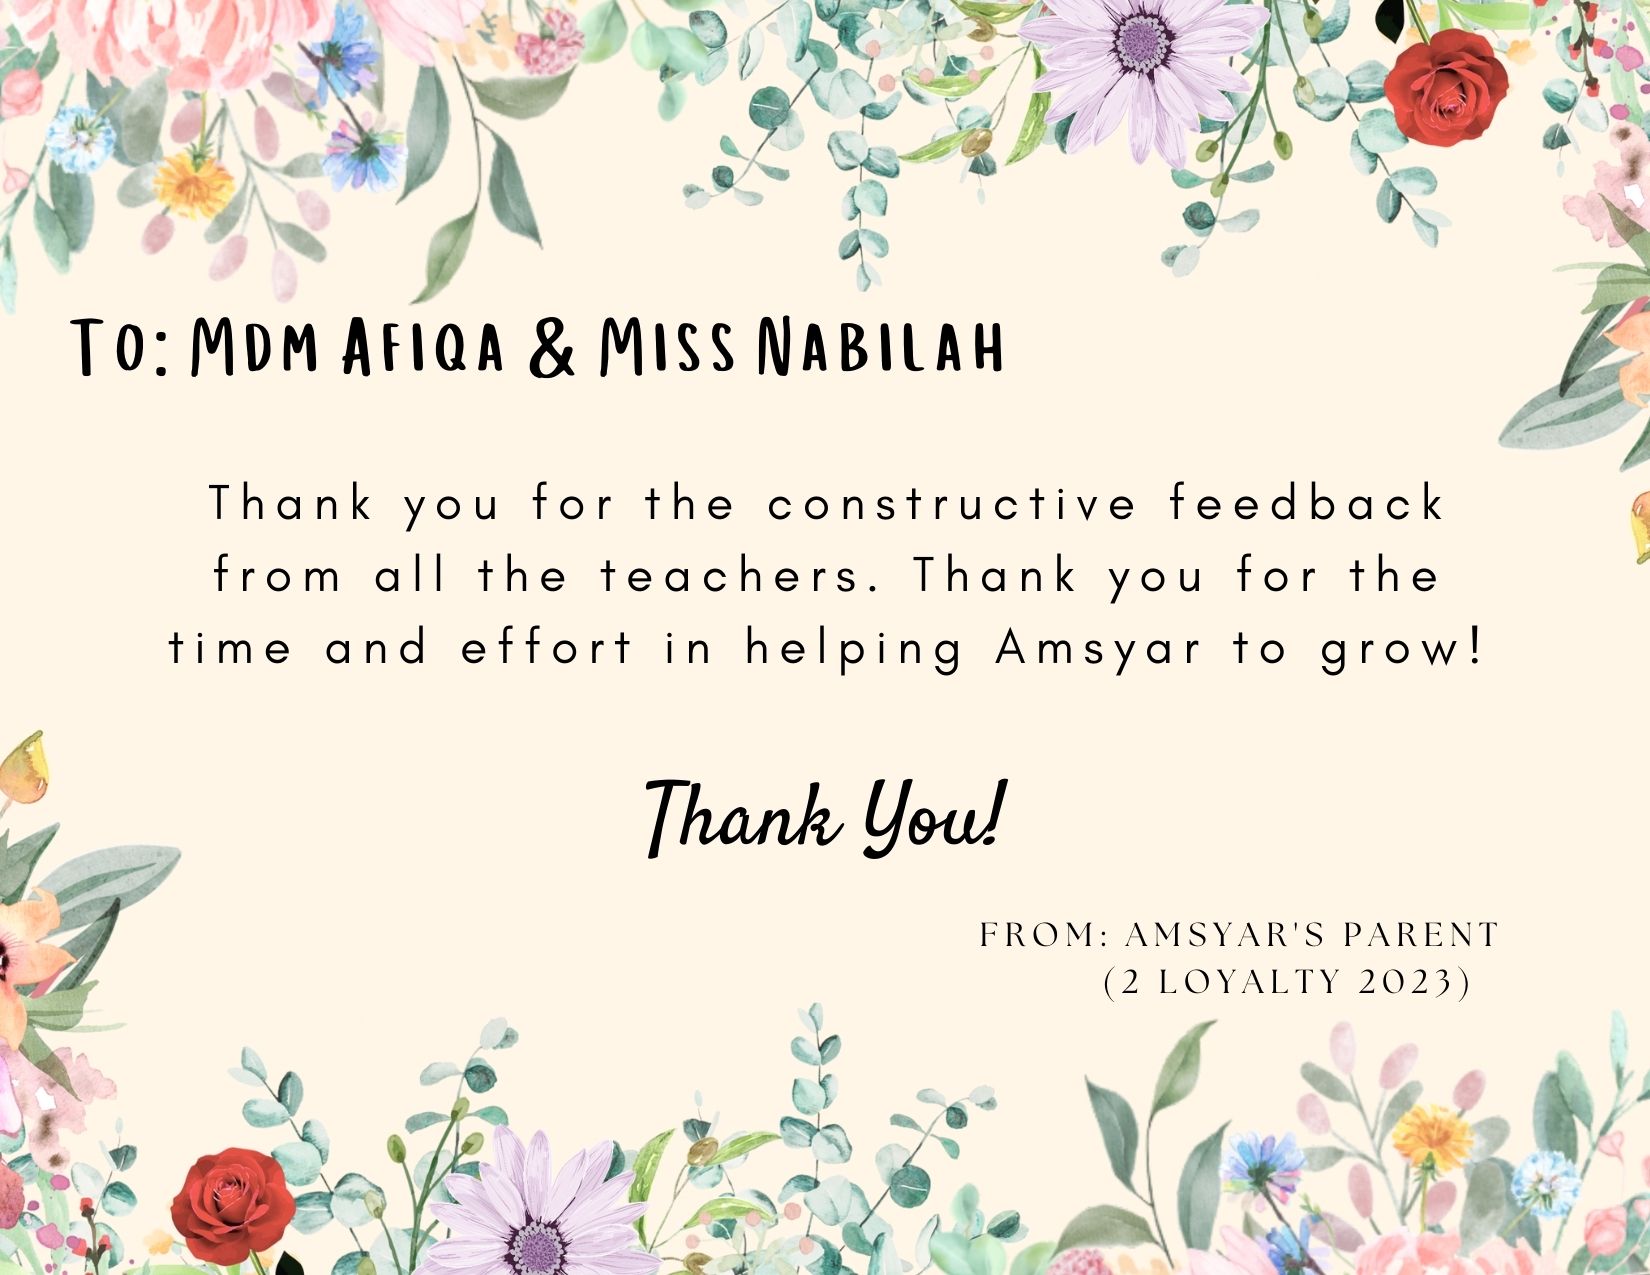 To: Mdm Afiqa & Miss Nabilah
Thank you for the constructive feedback
from all the teachers. Thank you for the
time and effort in helping Amsyar to grow!
Thank You!
FROM: AMSYAR'S PARENT
(2 LOYALTY 2023)